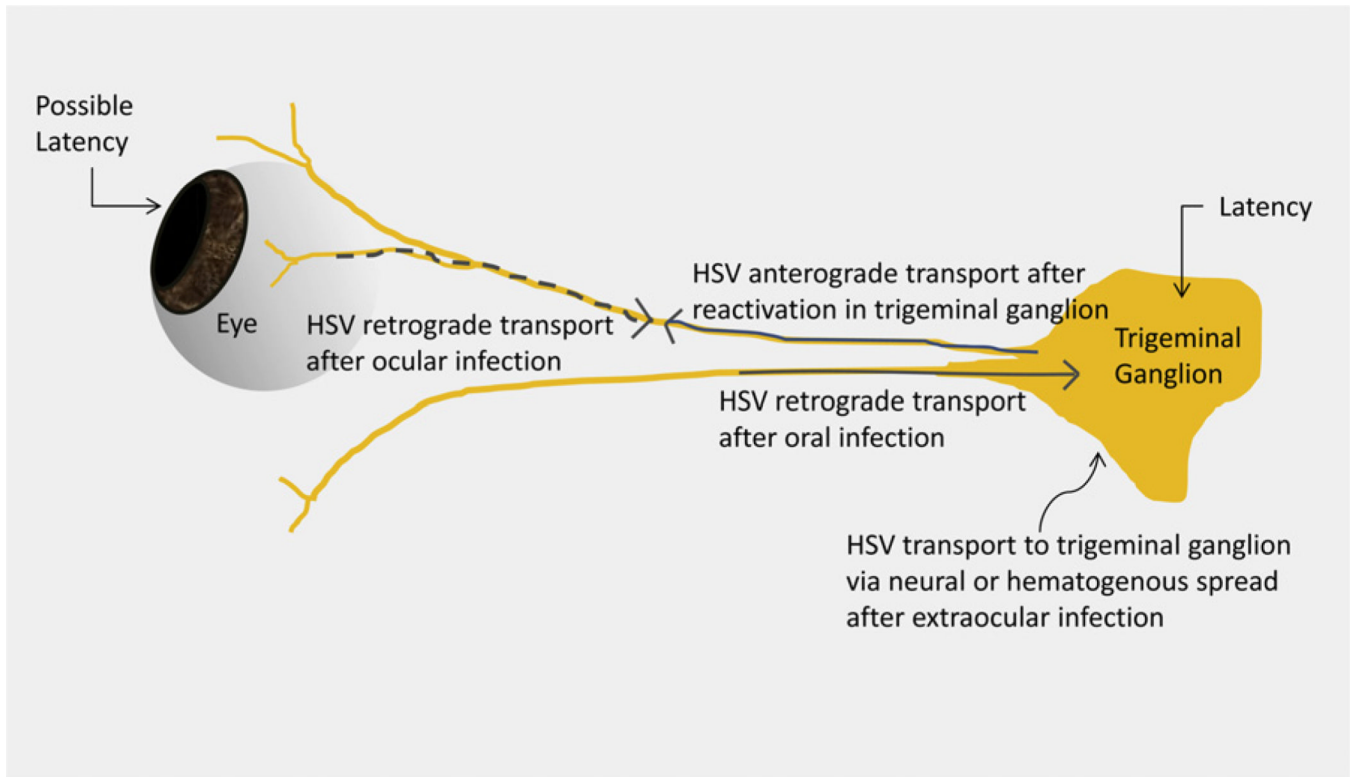 Possible
Latency
Latency
HSV anterograde transport after
reactivation in trigeminal ganglion
Eye
HSV retrograde transport
after ocular infection
Trigeminal
Ganglion
HSV retrograde transport
after oral infection
HSV transport to trigeminal ganglion
via neural or hematogenous spread
after extraocular infection